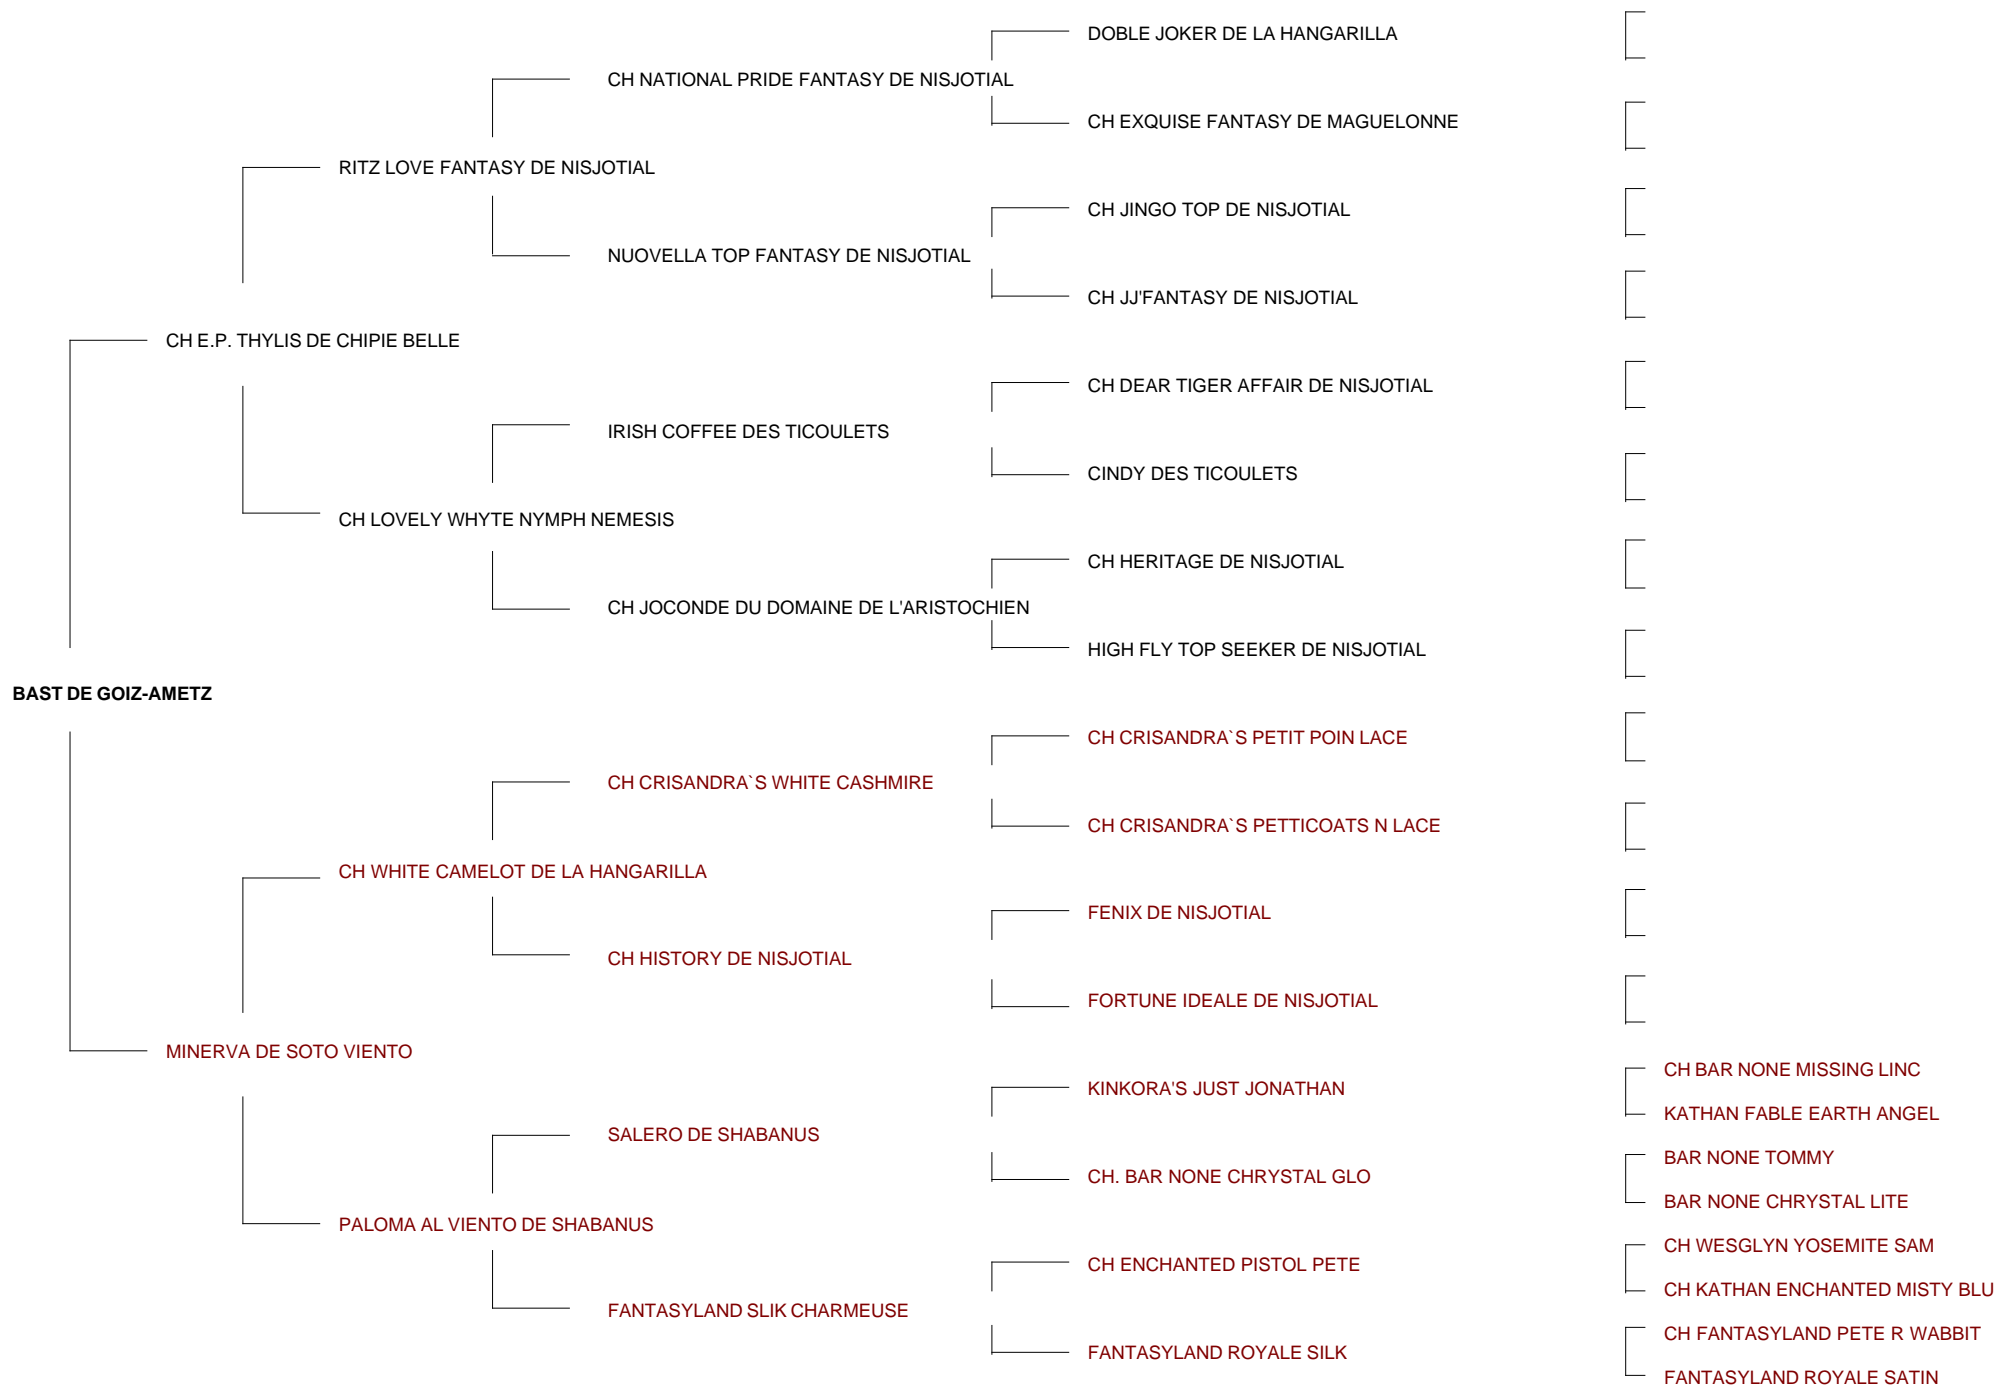 DOBLE JOKER DE LA HANGARILLA
CH NATIONAL PRIDE FANTASY DE NISJOTIAL
CH EXQUISE FANTASY DE MAGUELONNE
RITZ LOVE FANTASY DE NISJOTIAL
CH JINGO TOP DE NISJOTIAL
NUOVELLA TOP FANTASY DE NISJOTIAL
CH JJ'FANTASY DE NISJOTIAL
CH E.P. THYLIS DE CHIPIE BELLE
CH DEAR TIGER AFFAIR DE NISJOTIAL
IRISH COFFEE DES TICOULETS
CINDY DES TICOULETS
CH LOVELY WHYTE NYMPH NEMESIS
CH HERITAGE DE NISJOTIAL
CH JOCONDE DU DOMAINE DE L'ARISTOCHIEN
HIGH FLY TOP SEEKER DE NISJOTIAL
BAST DE GOIZ-AMETZ
CH CRISANDRA`S PETIT POIN LACE
CH CRISANDRA`S WHITE CASHMIRE
CH CRISANDRA`S PETTICOATS N LACE
CH WHITE CAMELOT DE LA HANGARILLA
FENIX DE NISJOTIAL
CH HISTORY DE NISJOTIAL
FORTUNE IDEALE DE NISJOTIAL
MINERVA DE SOTO VIENTO
CH BAR NONE MISSING LINC
KINKORA'S JUST JONATHAN
KATHAN FABLE EARTH ANGEL
SALERO DE SHABANUS
BAR NONE TOMMY
CH. BAR NONE CHRYSTAL GLO
BAR NONE CHRYSTAL LITE
PALOMA AL VIENTO DE SHABANUS
CH WESGLYN YOSEMITE SAM
CH ENCHANTED PISTOL PETE
CH KATHAN ENCHANTED MISTY BLU
FANTASYLAND SLIK CHARMEUSE
CH FANTASYLAND PETE R WABBIT
FANTASYLAND ROYALE SILK
FANTASYLAND ROYALE SATIN